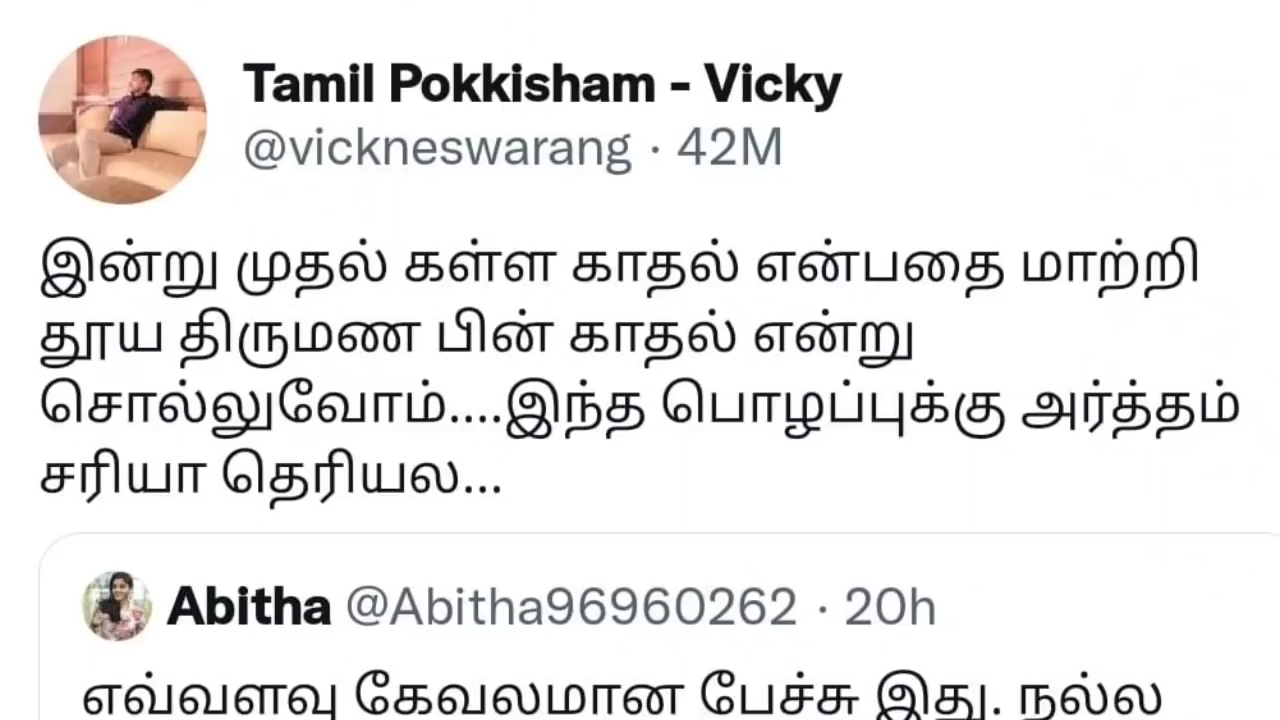 Tamil Pokkisham - Vicky
@vickneswarang · 42M
இன்று முதல் கள்ள காதல் என்பதை மாற்றி
தூய திருமண பின் காதல் என்று
சொல்லுவோம்....இந்த பொழப்புக்கு அர்த்தம்
சரியா தெரியல...
Abitha @Abitha96960262 · 20h
எவ்வளவு கேவலமான பேச்சு இது. நல்ல